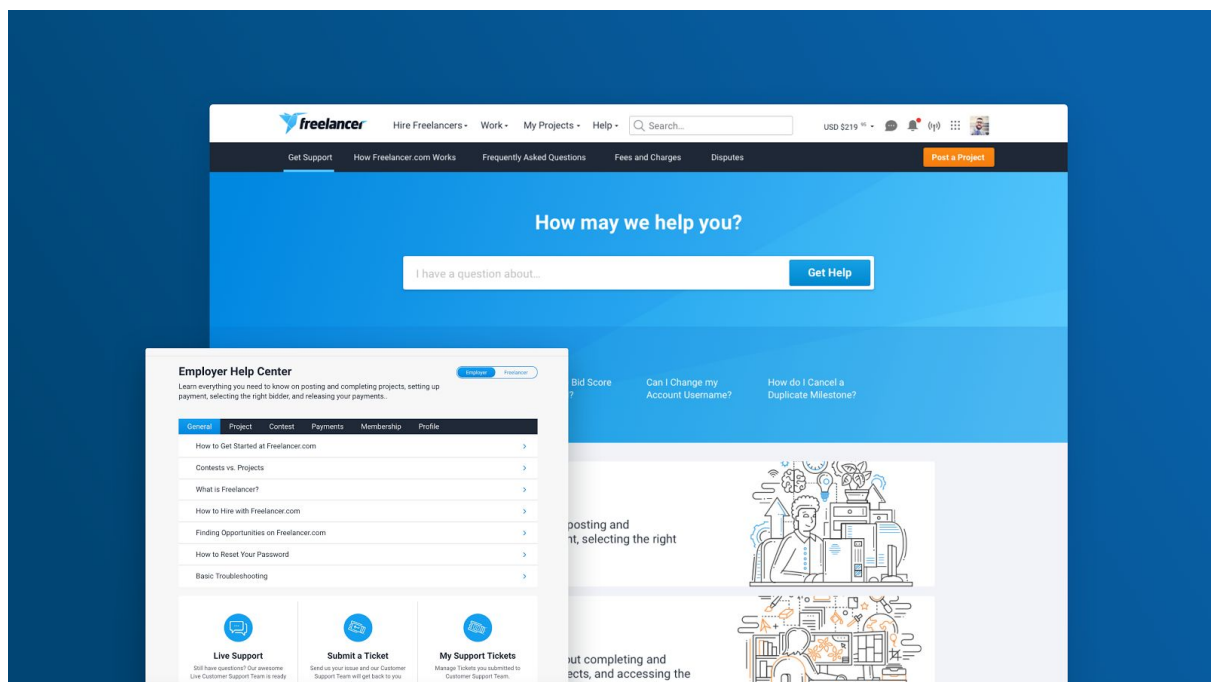 freelancer
Hire Freelancers
Work
My Projects
Help
Search...
USD $219
Get Support
How Freelancer.com Works
Frequently Asked Questions
Fees and Charges
Disputes
Post a Project
How may we help you?
I have a question about...
Get Help
Bid Score
?
Can I Change my
Account Username?
How do I Cancel a
Duplicate Milestone?
Employer Help Center
Employer
Freelancer
Learn everything you need to know on posting and completing projects, setting up
payment, selecting the right bidder, and releasing your payments..
General
Project
Contest
Payments
Membership
Profile
How to Get Started at Freelancer.com
Contests vs. Projects
What is Freelancer?
How to Hire with Freelancer.com
Finding Opportunities on Freelancer.com
How to Reset Your Password
Basic Troubleshooting
Live Support
Still have questions? Our awesome
Live Customer Support Team is ready
Submit a Ticket
Send us your issue and our Customer
Support Team will get back to you
My Support Tickets
Manage Tickets you submitted to
Customer Support Team.
posting and
nt, selecting the right
out completing and
ects, and accessing the